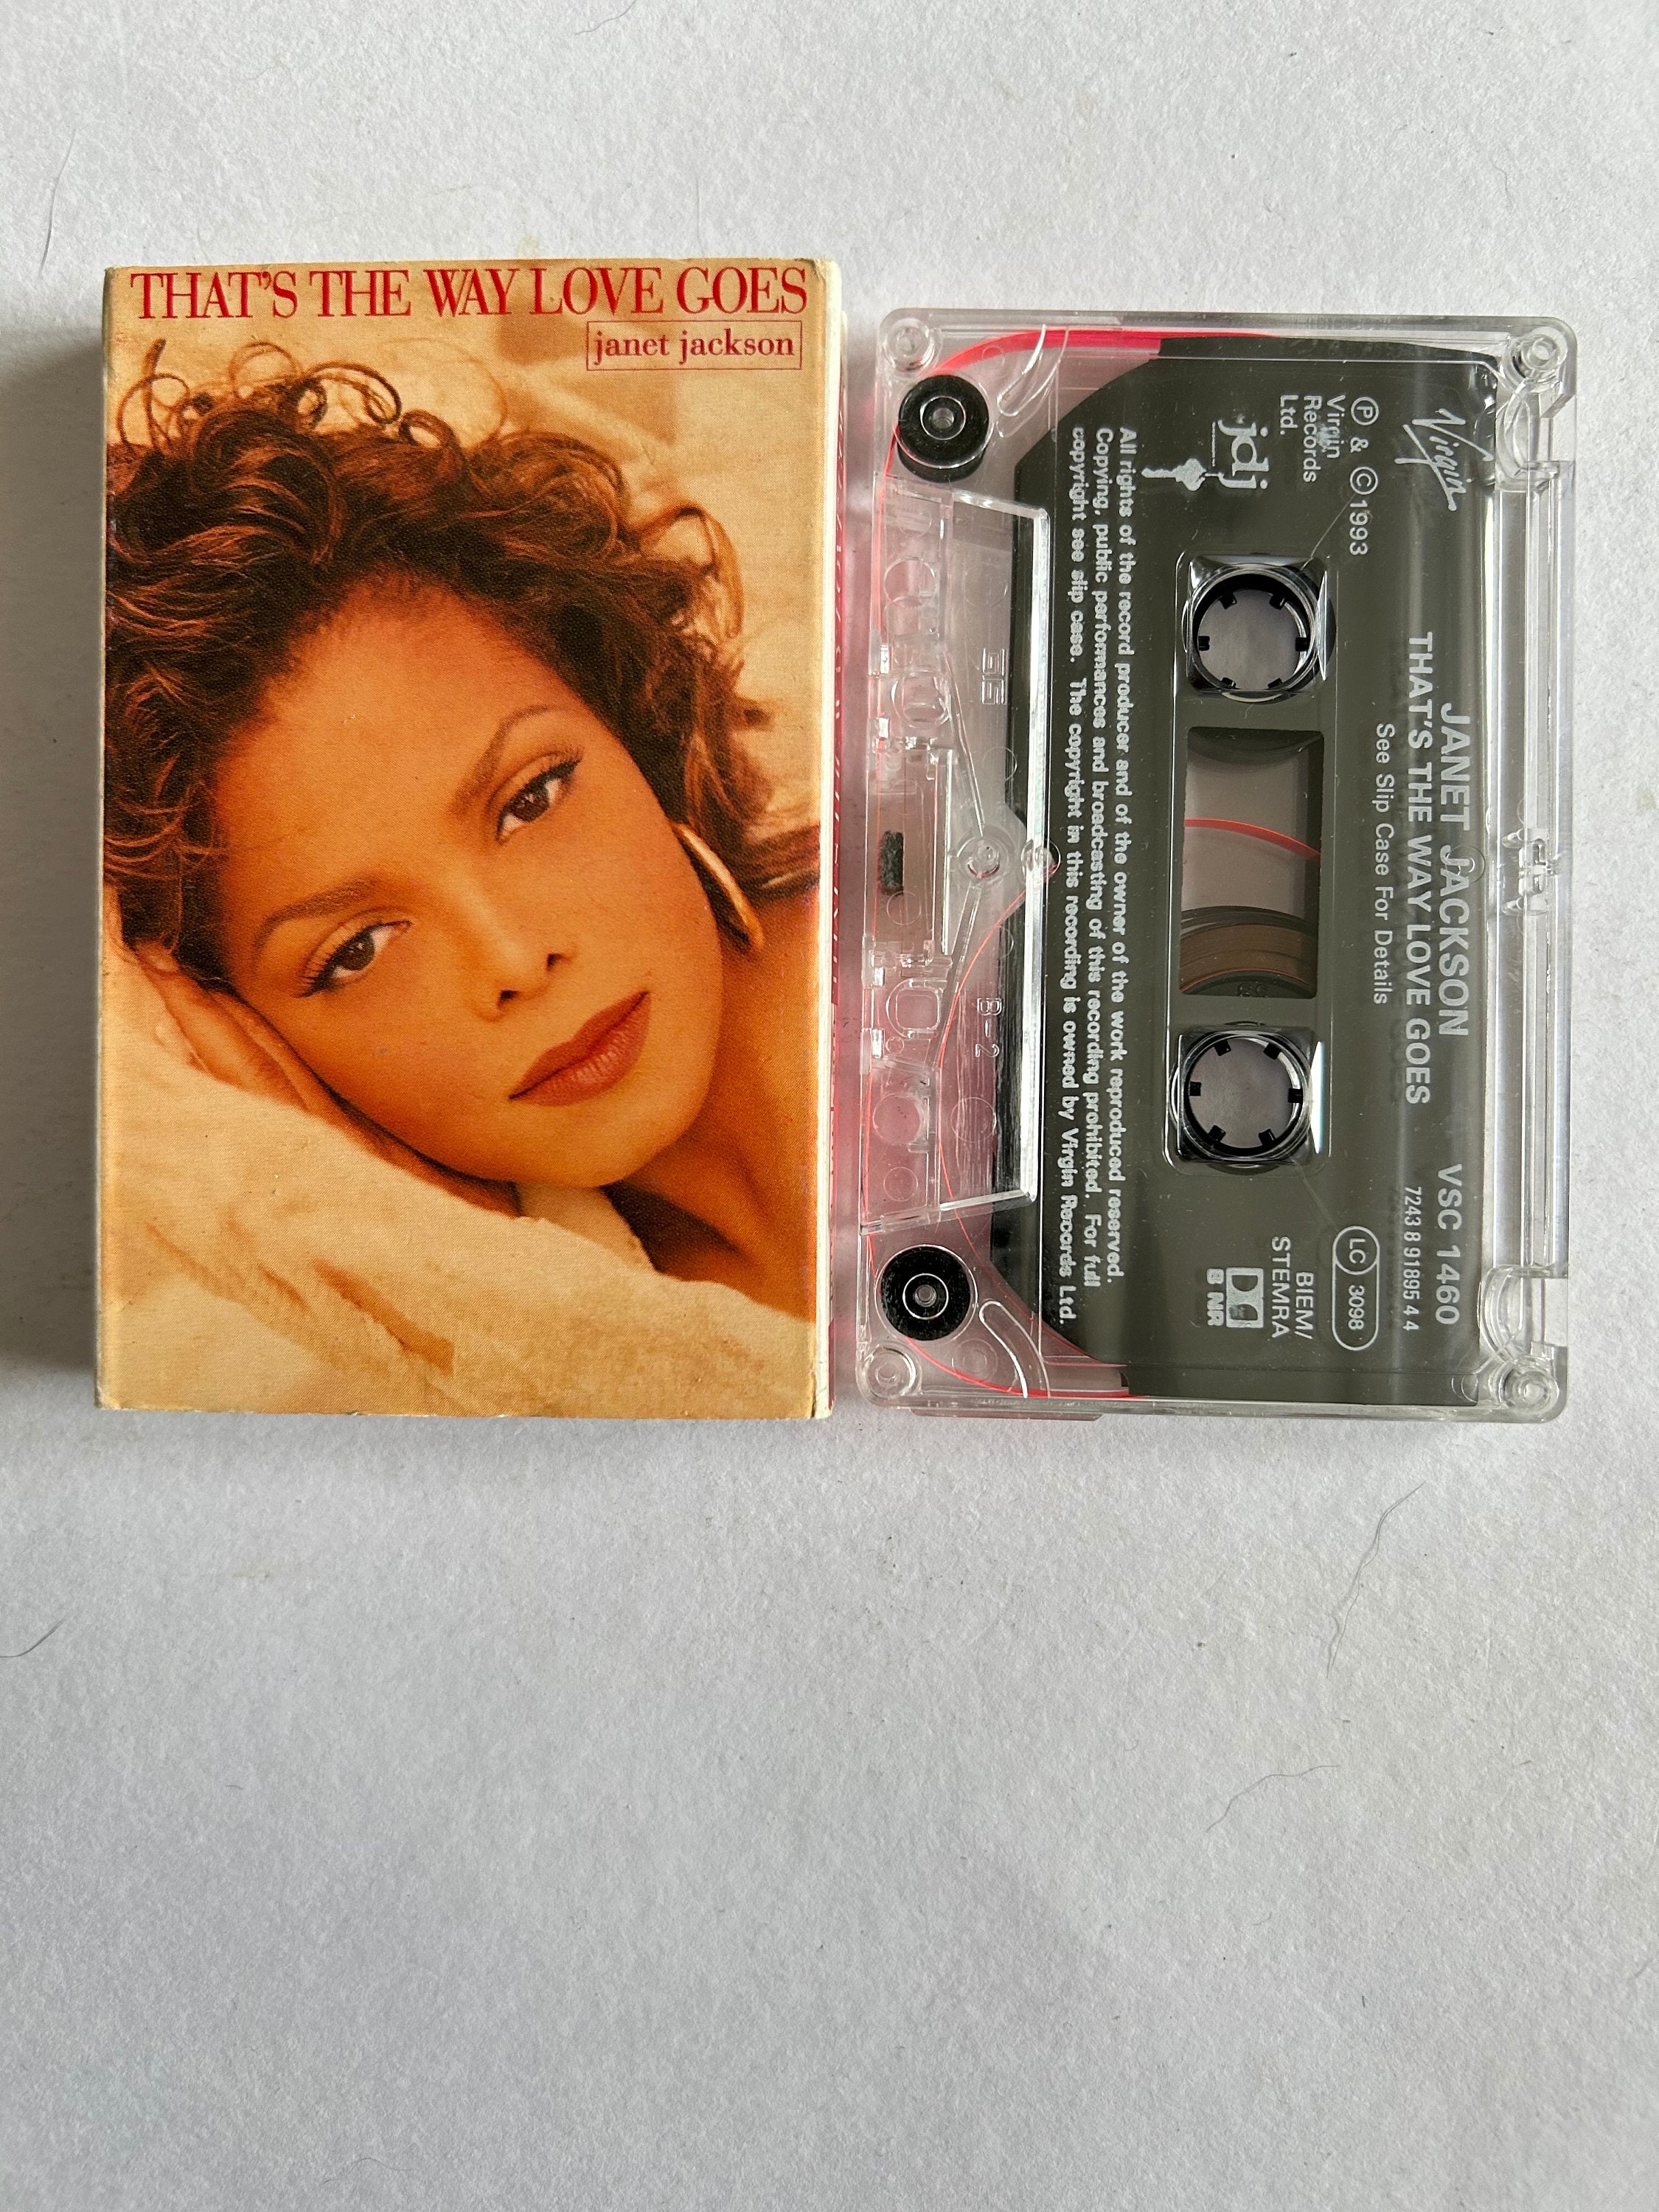 THAT'S THE WAY LOVE GOES
janet jackson
Virgin
JANET JACKSON
THAT'S THE WAY LOVE GOES
See Slip Case For Details
VSC 1460
7243 8 91895 4 4
Ⓟ & © 1993
Virgin
Records
Ltd.
LC 3098
BIEM/
STEMRA
B NR
jdj
All rights of the record producer and of the owner of the work reproduced reserved.
Copying, public performances and broadcasting of this recording prohibited. For full
copyright see slip case. The copyright in this recording is owned by Virgin Records Ltd.
B-2